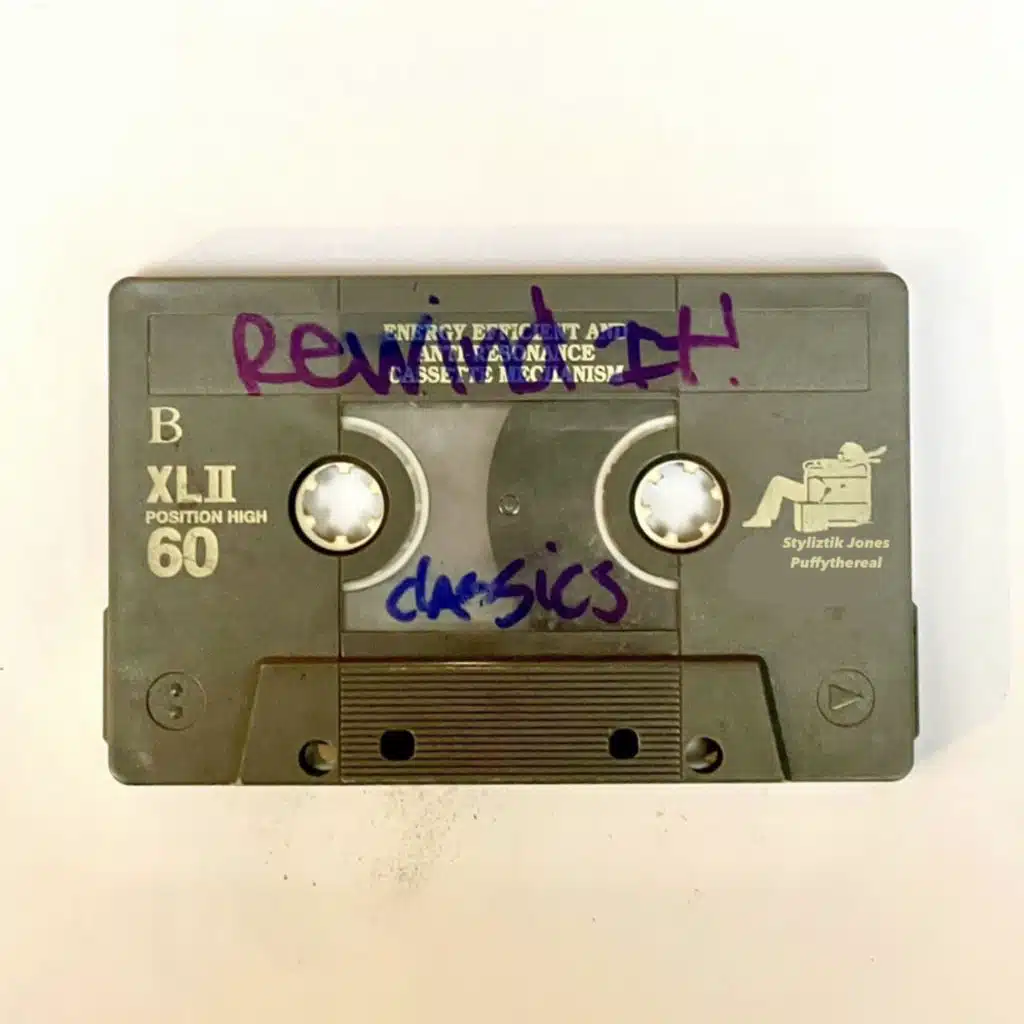 Rewind It!
ENERGY EFFICIENT AND
ANTI-RESONANCE
CASSETTE MECHANISM
B
XLII
POSITION HIGH
60
Styliztik Jones
Puffythereal
classics